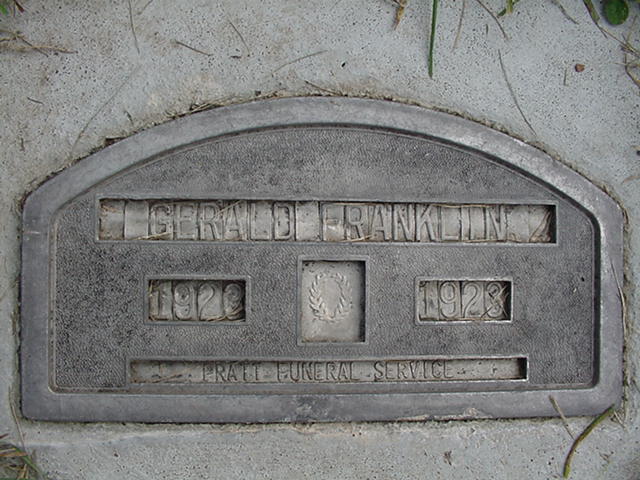 GERALD FRANKLIN
1923 1923
PRATT FUNERAL SERVICE